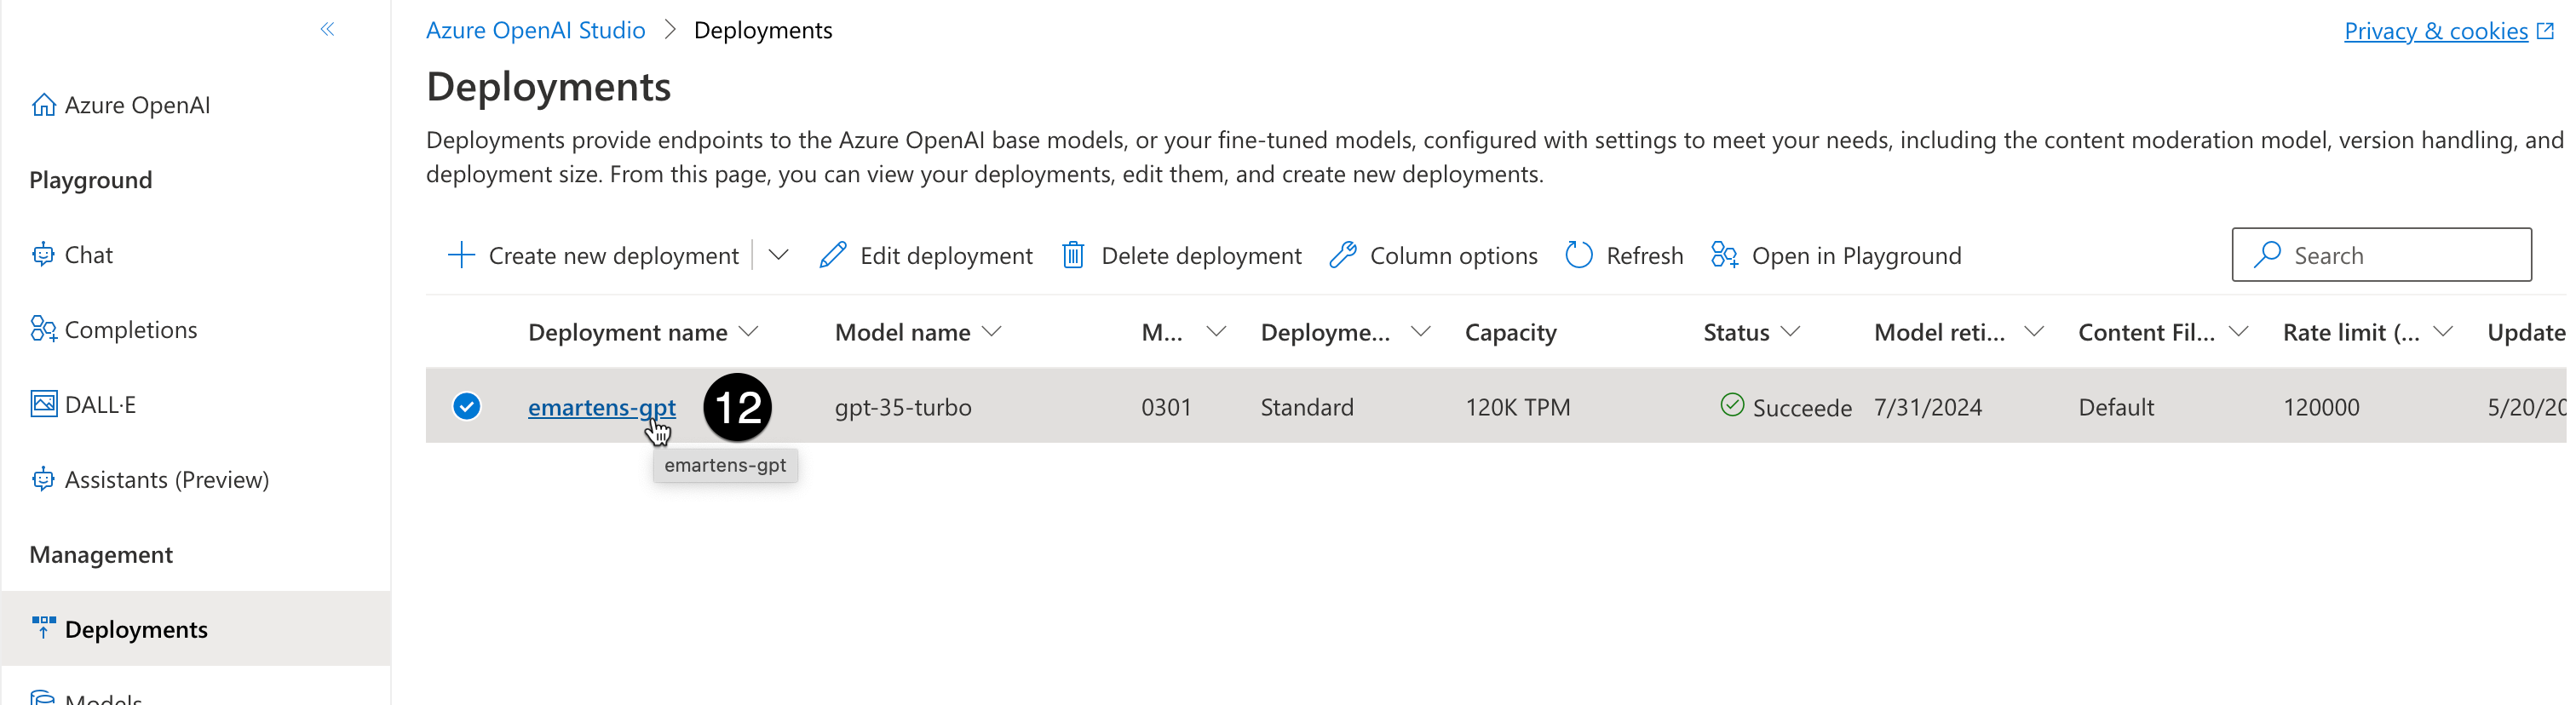 Azure OpenAI
Playground
Chat
Completions
DALL·E
Assistants (Preview)
Management
Deployments
Models
Azure OpenAI Studio > Deployments
Privacy & cookies
Deployments
Deployments provide endpoints to the Azure OpenAI base models, or your fine-tuned models, configured with settings to meet your needs, including the content moderation model, version handling, and
deployment size. From this page, you can view your deployments, edit them, and create new deployments.
Create new deployment Edit deployment Delete deployment Column options Refresh Open in Playground Search
Deployment name Model name M... Deployme... Capacity Status Model reti... Content Fil... Rate limit (... Update
emartens-gpt 12 gpt-35-turbo 0301 Standard 120K TPM Succeede 7/31/2024 Default 120000 5/20/20
emartens-gpt